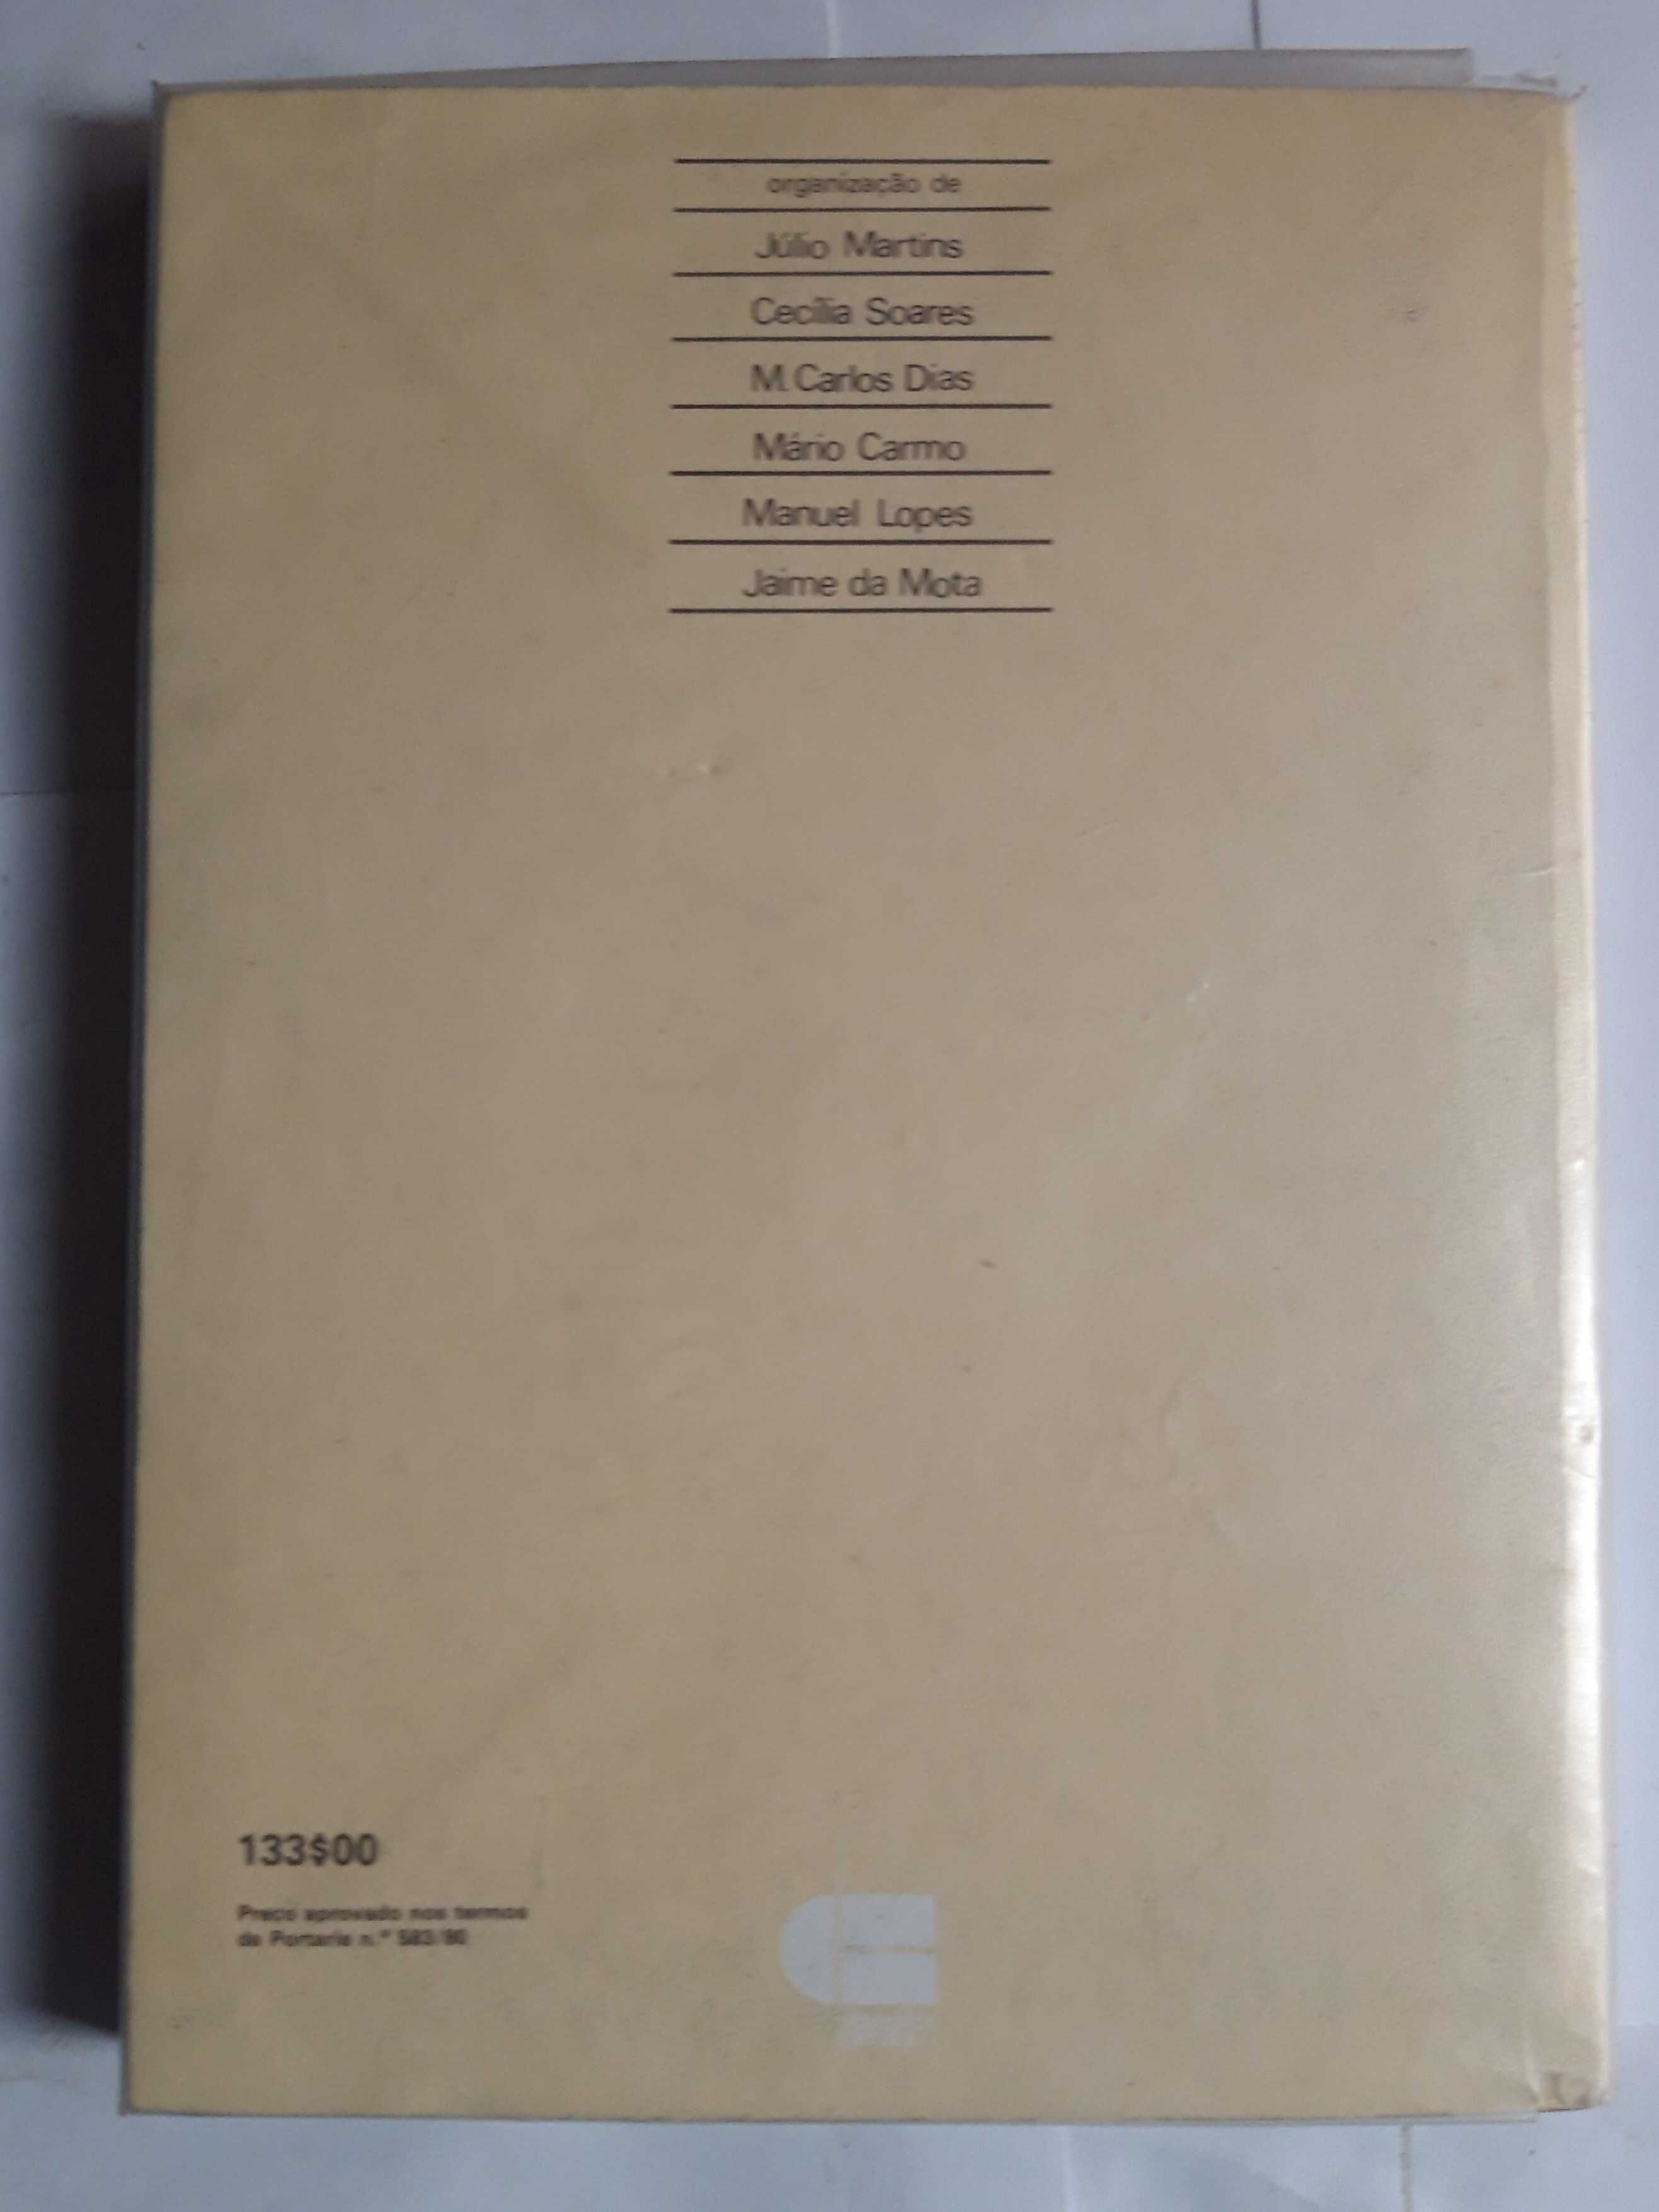 organização de
Júlio Martins
Cecília Soares
M. Carlos Dias
Mário Carmo
Manuel Lopes
Jaime da Mota
133$00
Preço aprovado nos termos
da Portaria n.º 583/80